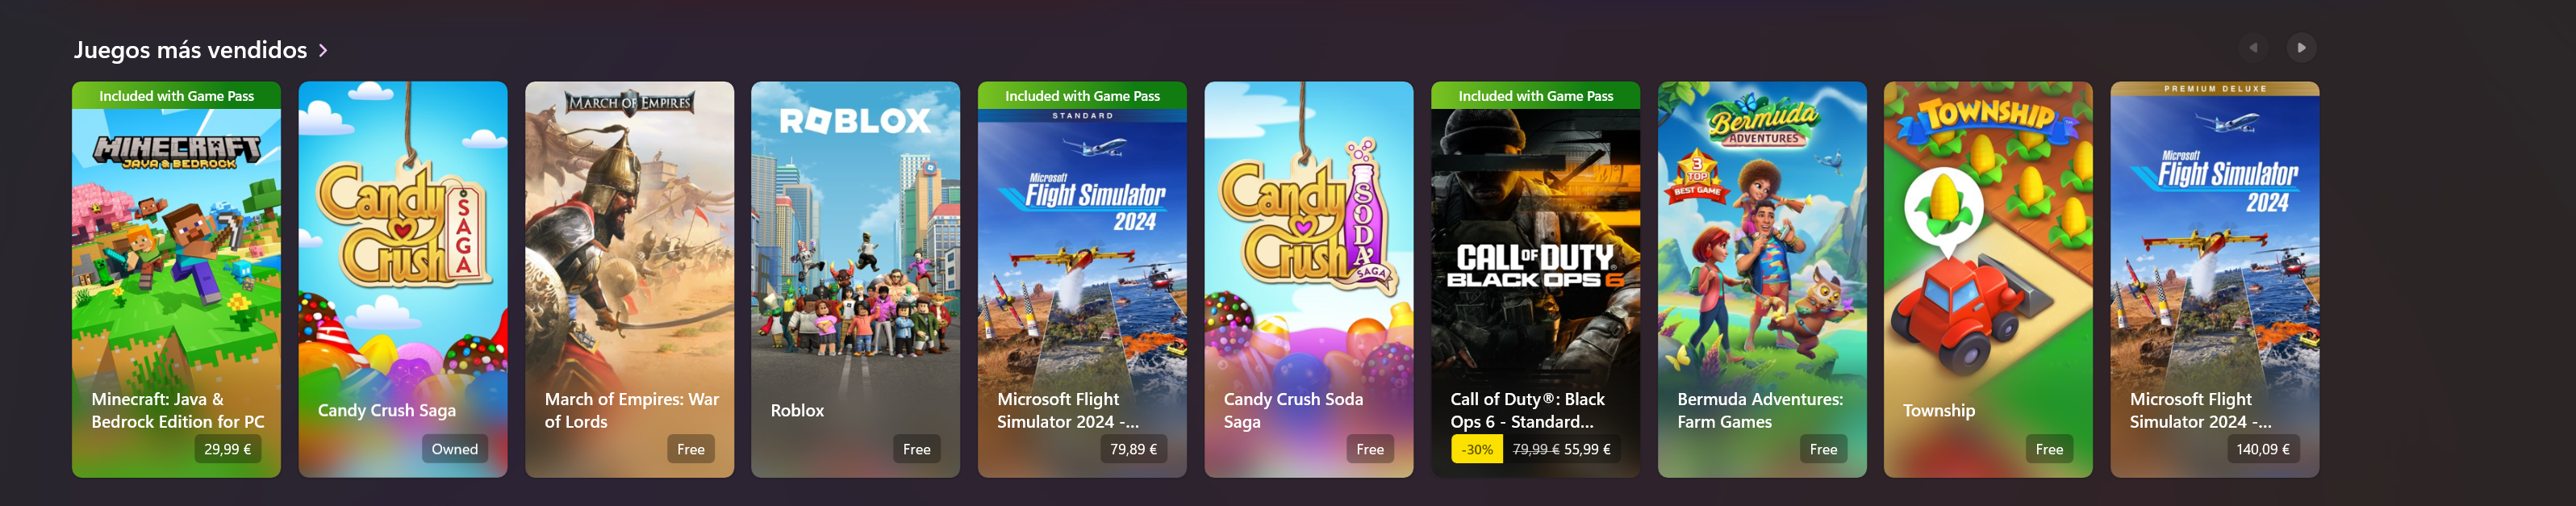 Juegos más vendidos
Included with Game Pass
MINECRAFT
JAVA & BEDROCK
Minecraft: Java &
Bedrock Edition for PC
29,99 €
Candy
Crush
SAGA
Candy Crush Saga
Owned
MARCH OF EMPIRES
March of Empires: War
of Lords
Free
ROBLOX
Roblox
Free
Included with Game Pass
STANDARD
Microsoft
Flight Simulator
2024
Microsoft Flight
Simulator 2024 -...
79,89 €
Candy
Crush
SODA
SAGA
Candy Crush Soda
Saga
Free
Included with Game Pass
CALL OF DUTY
BLACK OPS 6
Call of Duty®: Black
Ops 6 - Standard...
-30% 79,99 € 55,99 €
Bermuda
ADVENTURES
3
TOP
BEST GAME
Bermuda Adventures:
Farm Games
Free
TOWNSHIP
Township
Free
PREMIUM DELUXE
Microsoft
Flight Simulator
2024
Microsoft Flight
Simulator 2024 -...
140,09 €